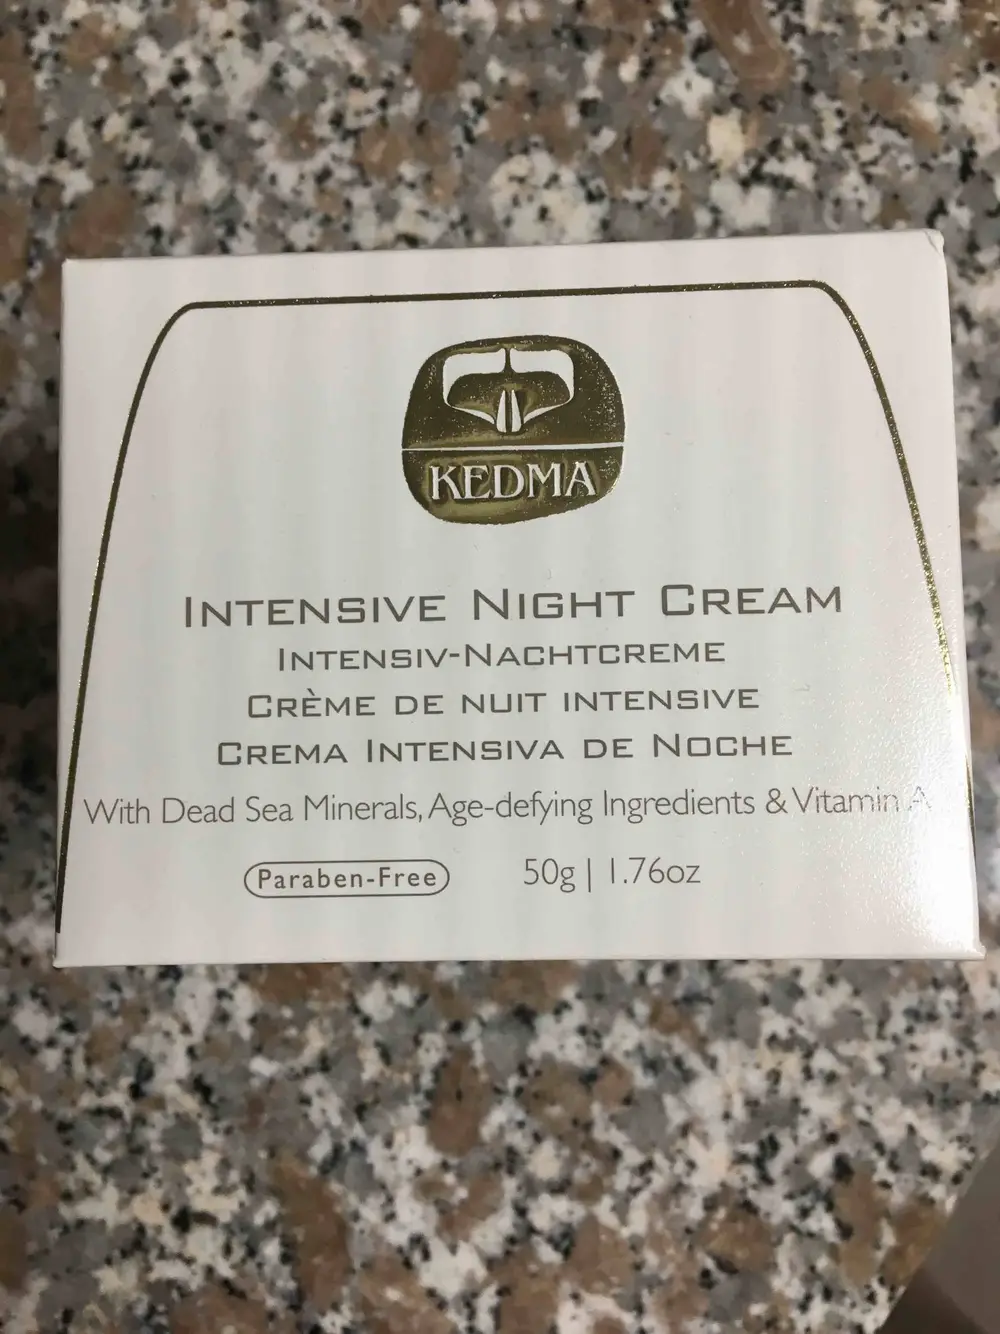 KEDMA
INTENSIVE NIGHT CREAM
INTENSIV-NACHTCREME
CRÈME DE NUIT INTENSIVE
CREMA INTENSIVA DE NOCHE
With Dead Sea Minerals, Age-defying Ingredients & Vitamin A
Paraben-Free 50g | 1.76oz